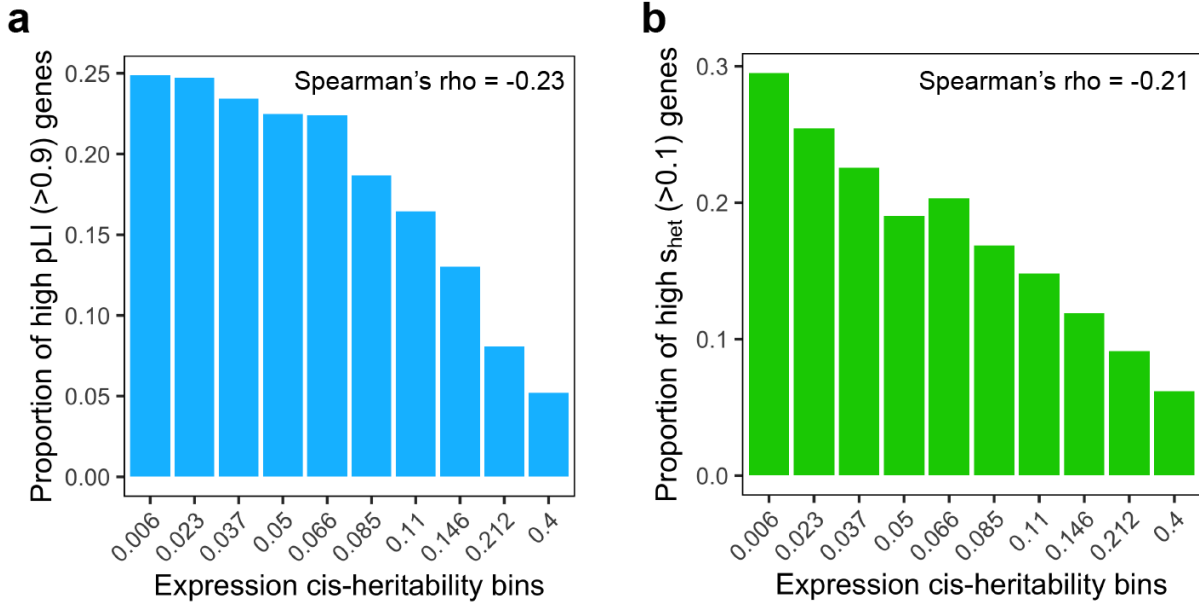 a
Spearman's rho = -0.23
Proportion of high pLI (>0.9) genes
0.25
0.20
0.15
0.10
0.05
0.00
0.006 0.023 0.037 0.05 0.066 0.085 0.11 0.146 0.212 0.4
Expression cis-heritability bins
b
Spearman's rho = -0.21
Proportion of high shet (>0.1) genes
0.3
0.2
0.1
0.0
0.006 0.023 0.037 0.05 0.066 0.085 0.11 0.146 0.212 0.4
Expression cis-heritability bins